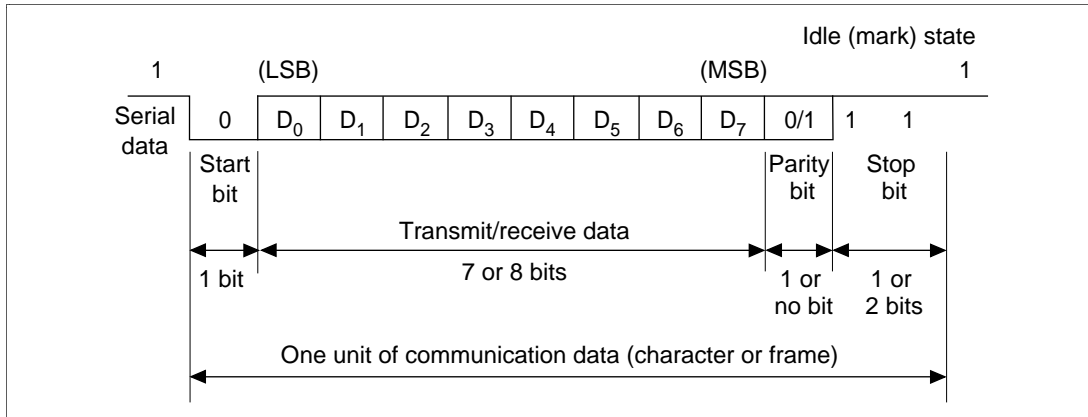 Idle (mark) state
1 (LSB) (MSB) 1
Serial data
0 D0 D1 D2 D3 D4 D5 D6 D7 0/1 1 1
Start bit
Parity bit
Stop bit
Transmit/receive data
1 bit
7 or 8 bits
1 or no bit
1 or 2 bits
One unit of communication data (character or frame)